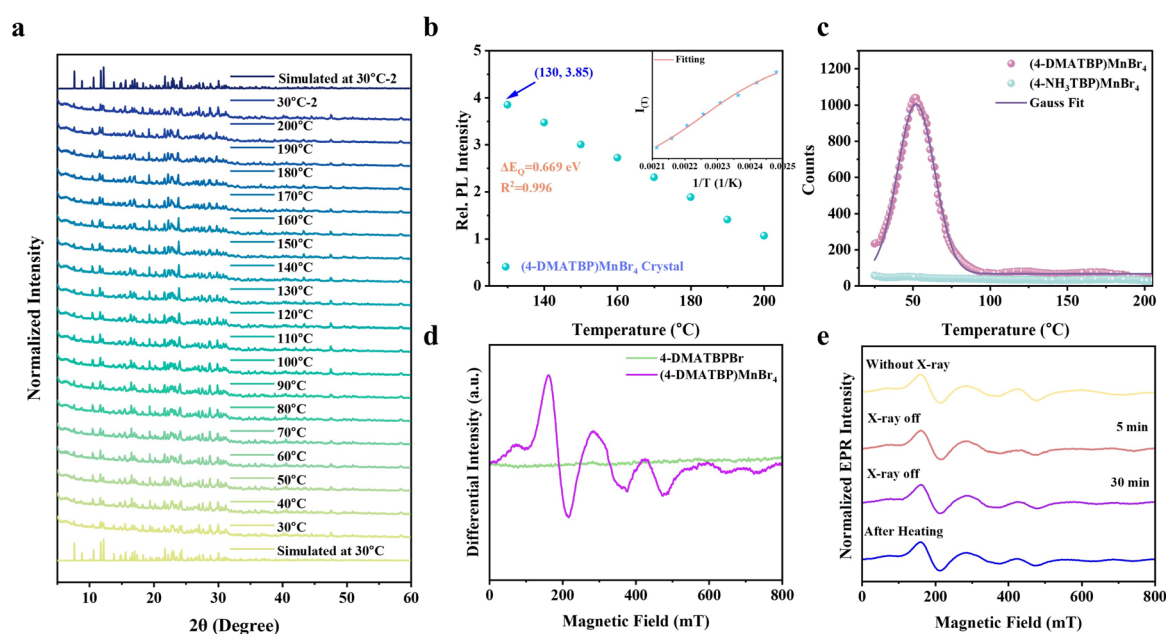 a
Simulated at 30°C-2
30°C-2
200°C
190°C
180°C
170°C
160°C
150°C
140°C
130°C
120°C
110°C
100°C
90°C
80°C
70°C
60°C
50°C
40°C
30°C
Simulated at 30°C
Normalized Intensity
10 20 30 40 50 60
2θ (Degree)
b
5
4
3
2
1
0
Rel. PL Intensity
(130, 3.85)
ΔE_Q=0.669 eV
R²=0.996
(4-DMATBP)MnBr₄ Crystal
Fitting
I_(T)
0.0021 0.0022 0.0023 0.0024 0.0025
1/T (1/K)
140 160 180 200
Temperature (°C)
c
1200
1000
800
600
400
200
0
Counts
(4-DMATBP)MnBr₄
(4-NH₃TBP)MnBr₄
Gauss Fit
50 100 150 200
Temperature (°C)
d
4-DMATBPBr
(4-DMATBP)MnBr₄
Differential Intensity (a.u.)
0 200 400 600 800
Magnetic Field (mT)
e
Without X-ray
X-ray off
5 min
X-ray off
30 min
After Heating
Normalized EPR Intensity
0 200 400 600 800
Magnetic Field (mT)